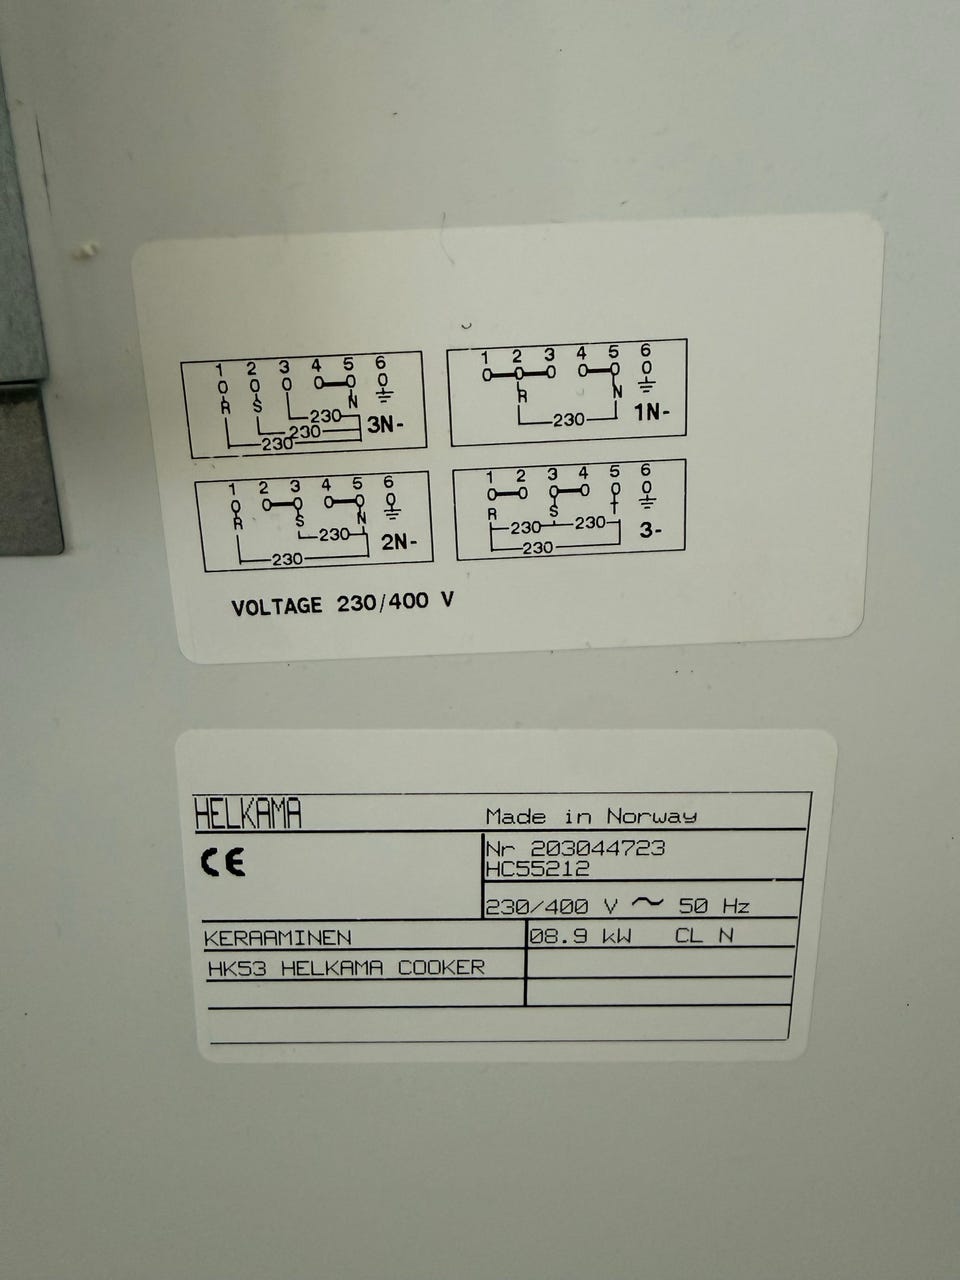 1 2 3 4 5 6
R S N
230
230
230
3N-
1 2 3 4 5 6
R N
230
1N-
1 2 3 4 5 6
R S N
230
230
2N-
1 2 3 4 5 6
R S T
230 230
230
3-
VOLTAGE 230/400 V
HELKAMA
Made in Norway
CE
Nr 203044723
HC55212
230/400 V ~ 50 Hz
KERAAMINEN
08.9 kW CL N
HK53 HELKAMA COOKER